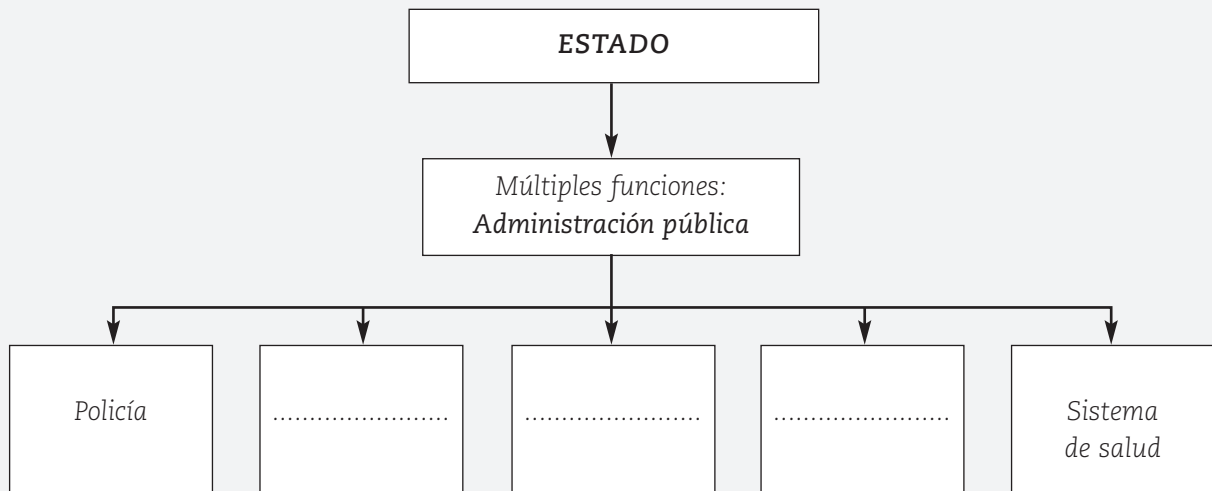 ESTADO
Múltiples funciones:
Administración pública
Policía
........................
........................
........................
Sistema
de salud